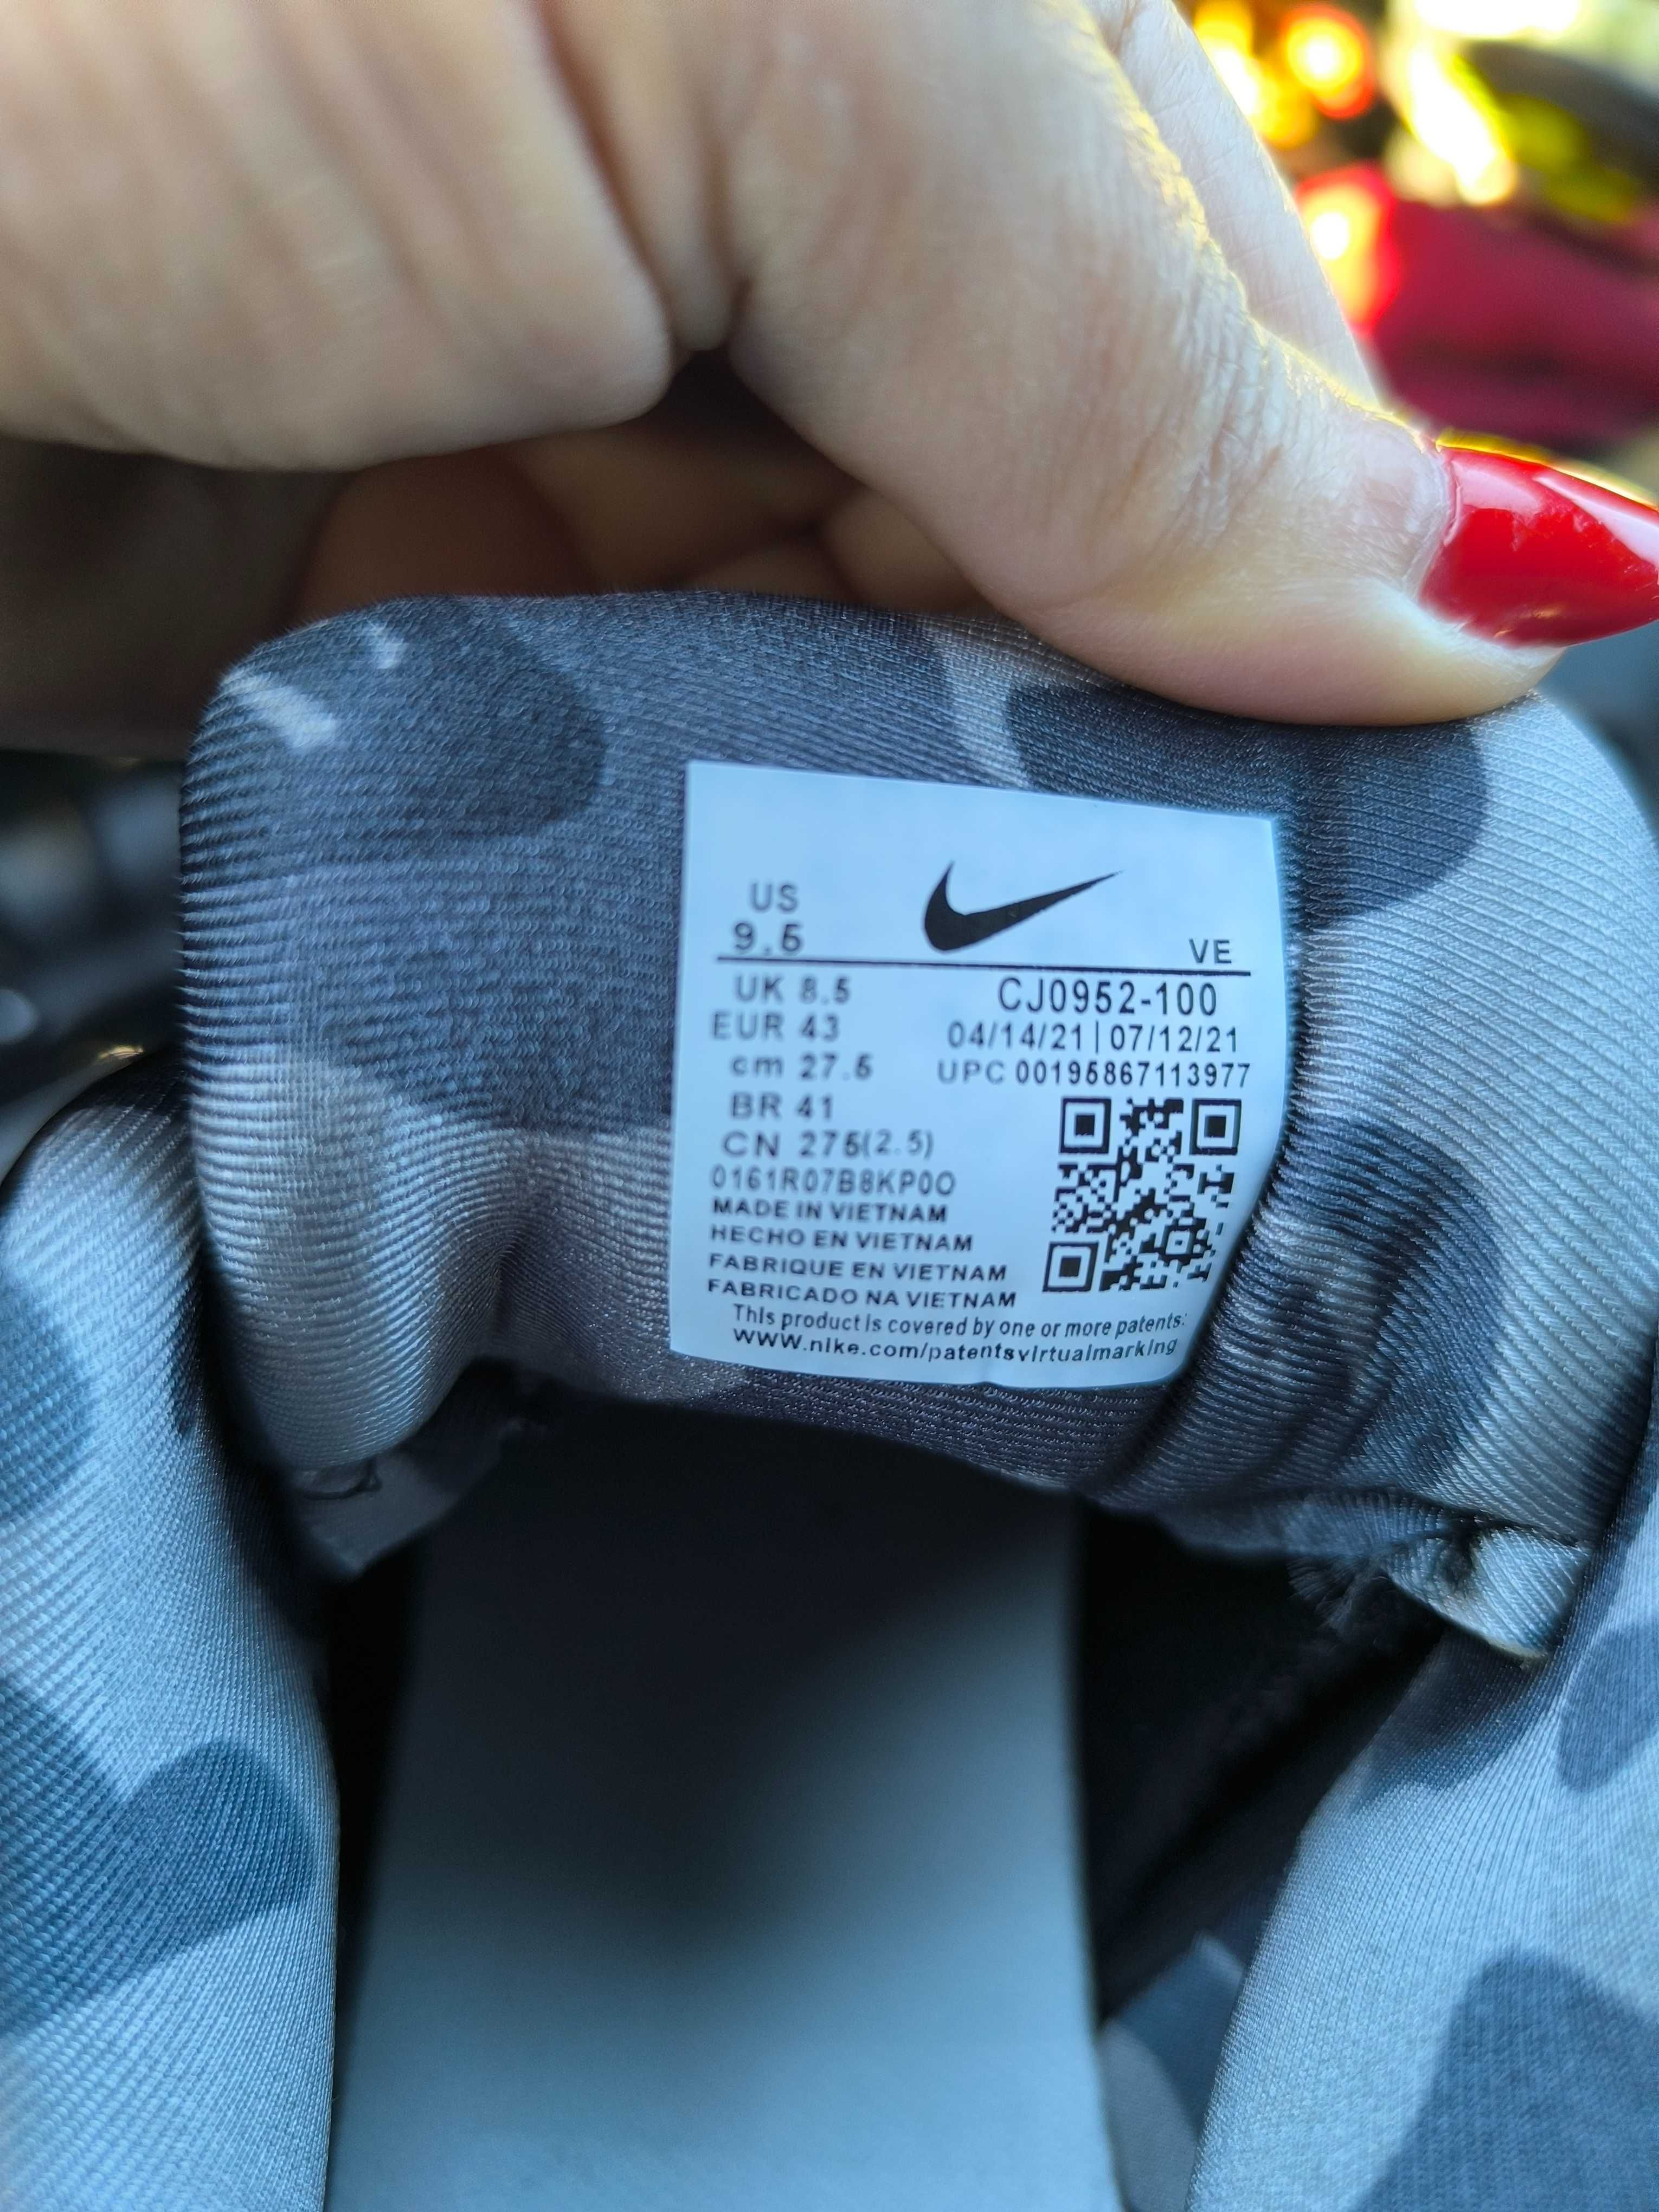 US
9.5
VE
UK 8.5
CJ0952-100
EUR 43
04/14/21|07/12/21
cm 27.5
UPC 00195867113977
BR 41
CN 275(2.5)
0161R07B8KP0O
MADE IN VIETNAM
HECHO EN VIETNAM
FABRIQUE EN VIETNAM
FABRICADO NA VIETNAM
This product is covered by one or more patents:
WWW.nike.com/patentsvirtualmarking